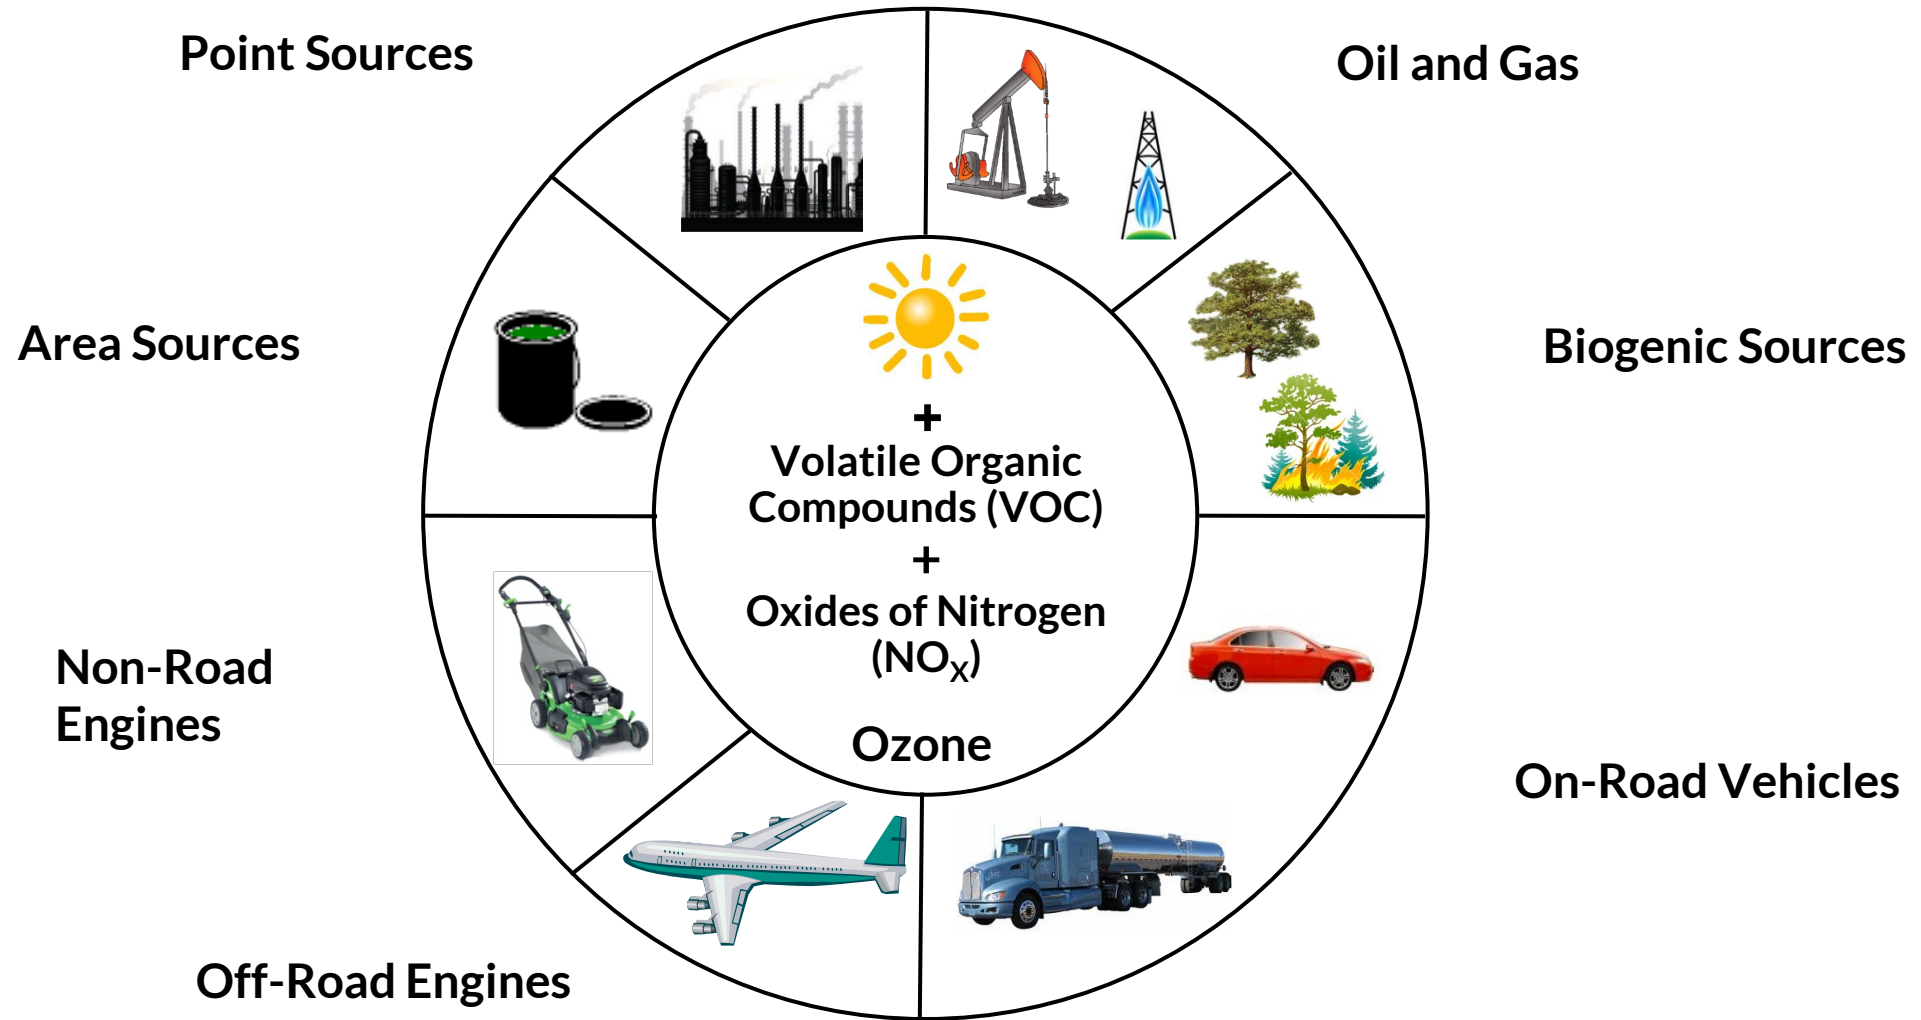 Point Sources
Oil and Gas
Area Sources
Biogenic Sources
+
Volatile Organic
Compounds (VOC)
+
Oxides of Nitrogen
(NOX)
Ozone
Non-Road
Engines
On-Road Vehicles
Off-Road Engines